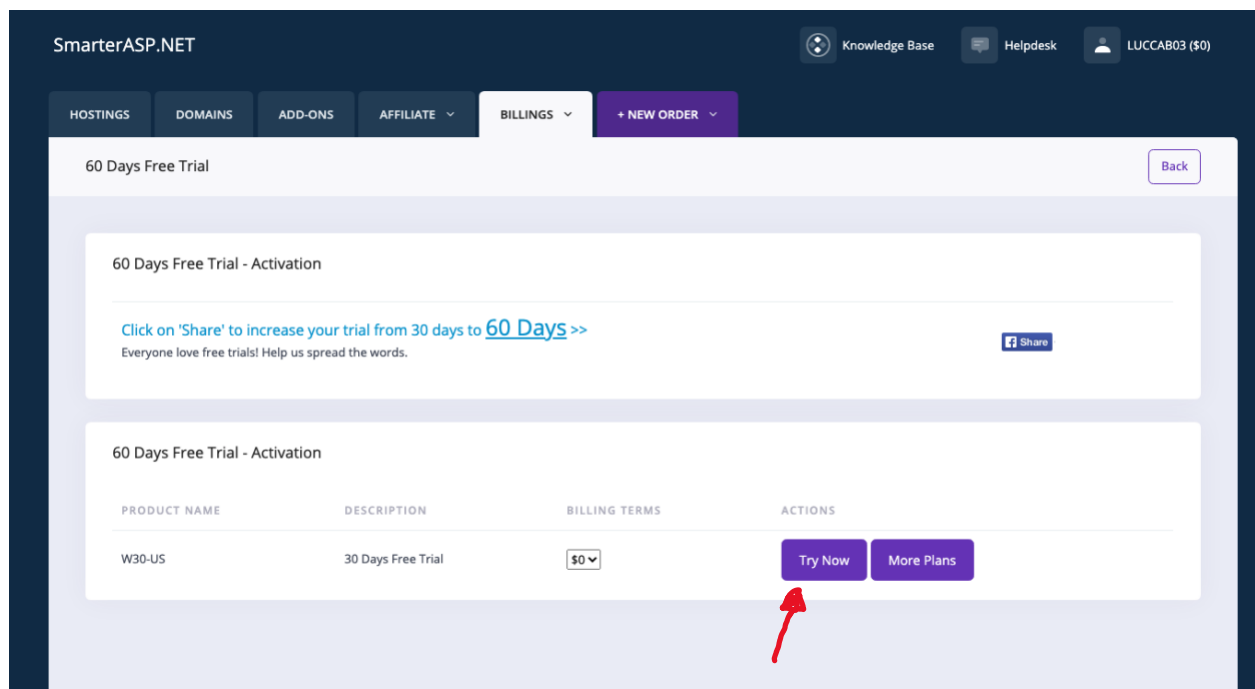 SmarterASP.NET
Knowledge Base
Helpdesk
LUCCAB03 ($0)
HOSTINGS
DOMAINS
ADD-ONS
AFFILIATE
BILLINGS
+ NEW ORDER
60 Days Free Trial
Back
60 Days Free Trial - Activation
Click on 'Share' to increase your trial from 30 days to 60 Days >>
Everyone love free trials! Help us spread the words.
Share
60 Days Free Trial - Activation
PRODUCT NAME
DESCRIPTION
BILLING TERMS
ACTIONS
W30-US
30 Days Free Trial
$0
Try Now
More Plans